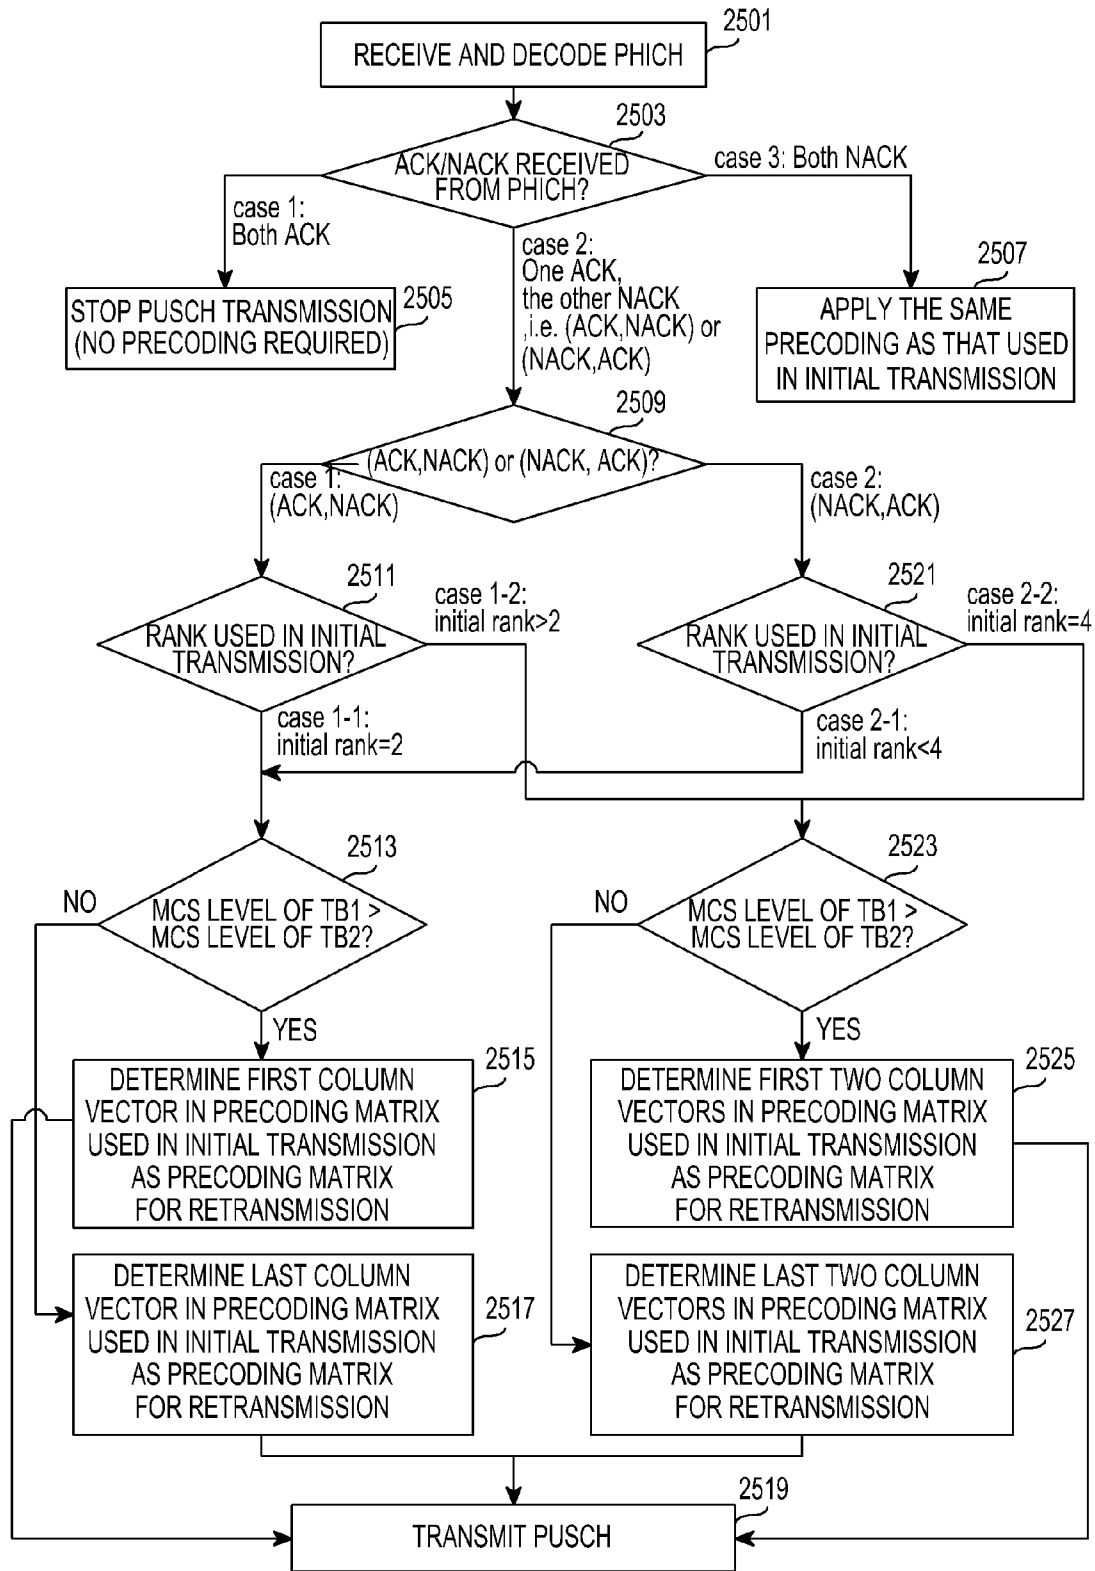 RECEIVE AND DECODE PHICH
2501
2503
ACK/NACK RECEIVED
FROM PHICH?
case 3: Both NACK
case 1:
Both ACK
case 2:
One ACK,
the other NACK
,i.e. (ACK,NACK) or
(NACK,ACK)
2505
STOP PUSCH TRANSMISSION
(NO PRECODING REQUIRED)
2507
APPLY THE SAME
PRECODING AS THAT USED
IN INITIAL TRANSMISSION
2509
(ACK,NACK) or (NACK, ACK)?
case 1:
(ACK,NACK)
case 2:
(NACK,ACK)
2511
RANK USED IN INITIAL
TRANSMISSION?
case 1-2:
initial rank>2
2521
RANK USED IN INITIAL
TRANSMISSION?
case 2-2:
initial rank=4
case 1-1:
initial rank=2
case 2-1:
initial rank<4
2513
NO
MCS LEVEL OF TB1 >
MCS LEVEL OF TB2?
YES
2523
NO
MCS LEVEL OF TB1 >
MCS LEVEL OF TB2?
YES
2515
DETERMINE FIRST COLUMN
VECTOR IN PRECODING MATRIX
USED IN INITIAL TRANSMISSION
AS PRECODING MATRIX
FOR RETRANSMISSION
2525
DETERMINE FIRST TWO COLUMN
VECTORS IN PRECODING MATRIX
USED IN INITIAL TRANSMISSION
AS PRECODING MATRIX
FOR RETRANSMISSION
DETERMINE LAST COLUMN
VECTOR IN PRECODING MATRIX
USED IN INITIAL TRANSMISSION
AS PRECODING MATRIX
FOR RETRANSMISSION
2517
DETERMINE LAST TWO COLUMN
VECTORS IN PRECODING MATRIX
USED IN INITIAL TRANSMISSION
AS PRECODING MATRIX
FOR RETRANSMISSION
2527
2519
TRANSMIT PUSCH